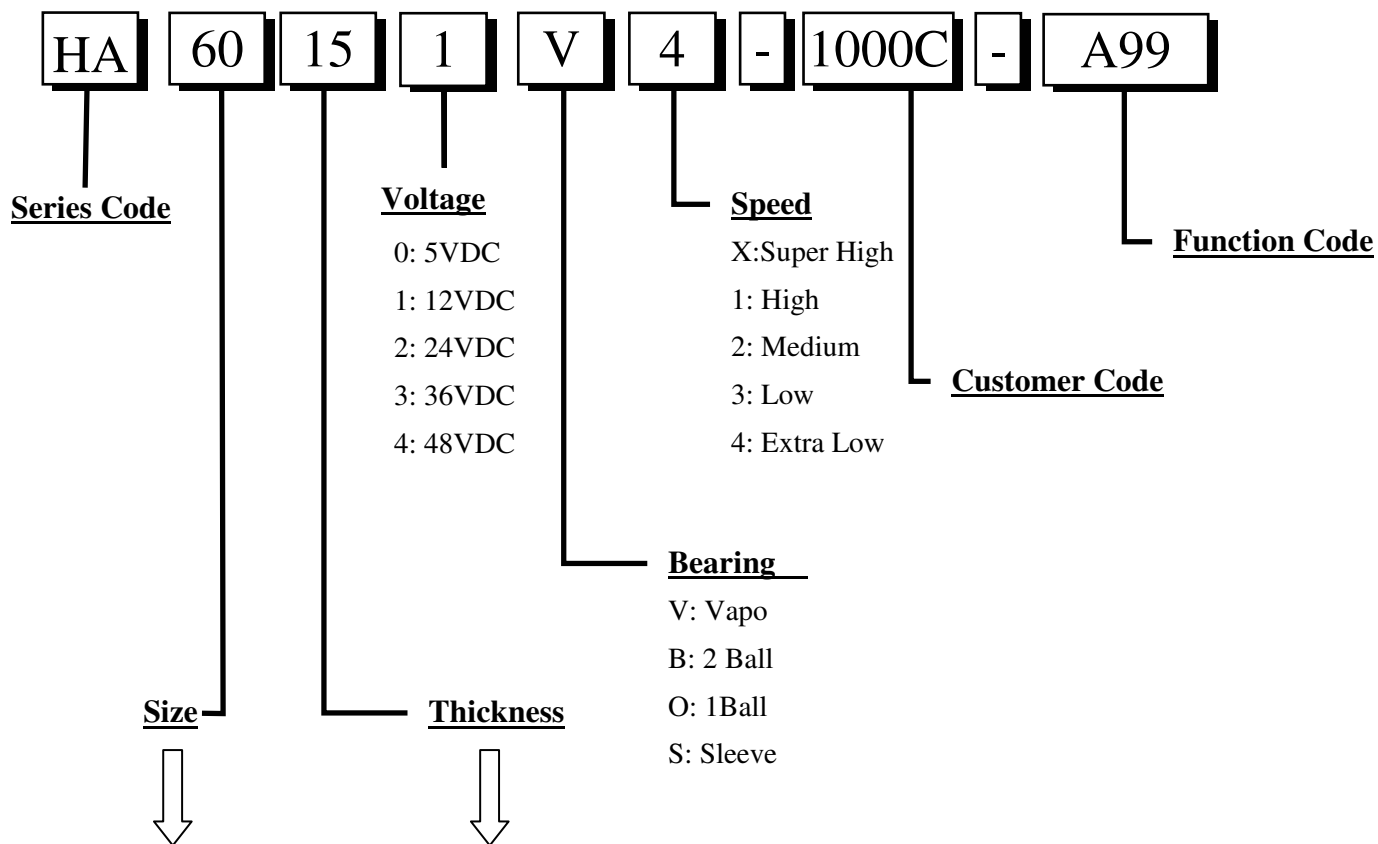 HA 60 15 1 V 4 - 1000C - A99
Series Code
Voltage
0: 5VDC
1: 12VDC
2: 24VDC
3: 36VDC
4: 48VDC
Speed
X:Super High
1: High
2: Medium
3: Low
4: Extra Low
Function Code
Customer Code
Bearing
V: Vapo
B: 2 Ball
O: 1Ball
S: Sleeve
Size
Thickness